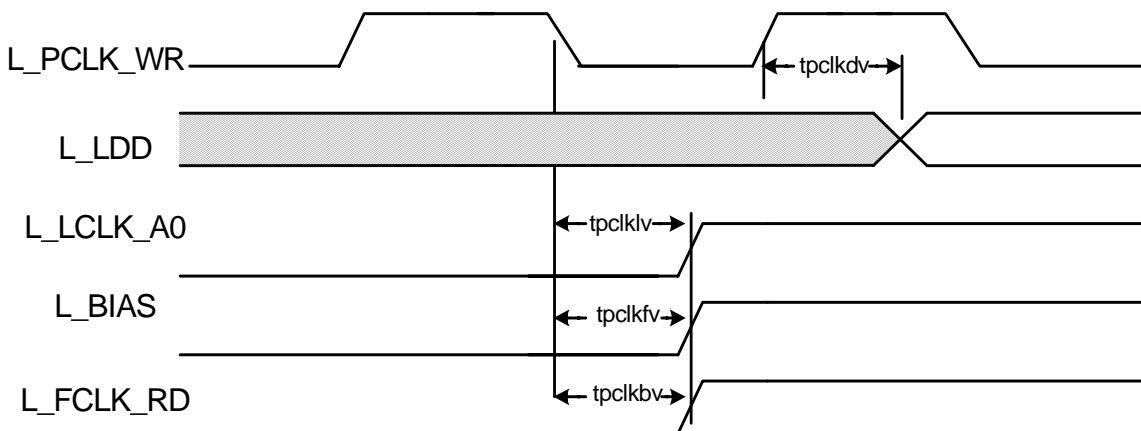 L_PCLK_WR
tpclkdv
L_LDD
L_LCLK_A0
tpclklv
L_BIAS
tpclkfv
L_FCLK_RD
tpclkbv